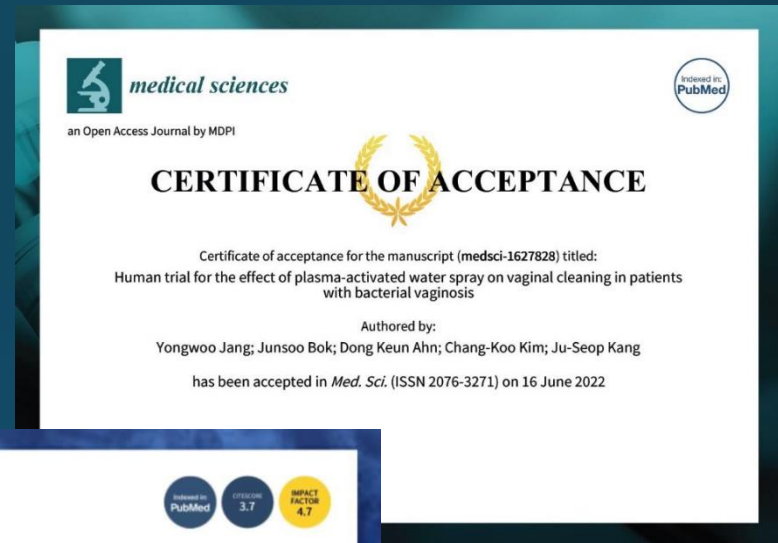 medical sciences
Indexed in:
PubMed
an Open Access Journal by MDPI
CERTIFICATE OF ACCEPTANCE
Certificate of acceptance for the manuscript (medsci-1627828) titled:
Human trial for the effect of plasma-activated water spray on vaginal cleaning in patients
with bacterial vaginosis
Authored by:
Yongwoo Jang; Junsoo Bok; Dong Keun Ahn; Chang-Koo Kim; Ju-Seop Kang
has been accepted in Med. Sci. (ISSN 2076-3271) on 16 June 2022
Indexed in:
PubMed
CITESCORE
3.7
IMPACT
FACTOR
4.7